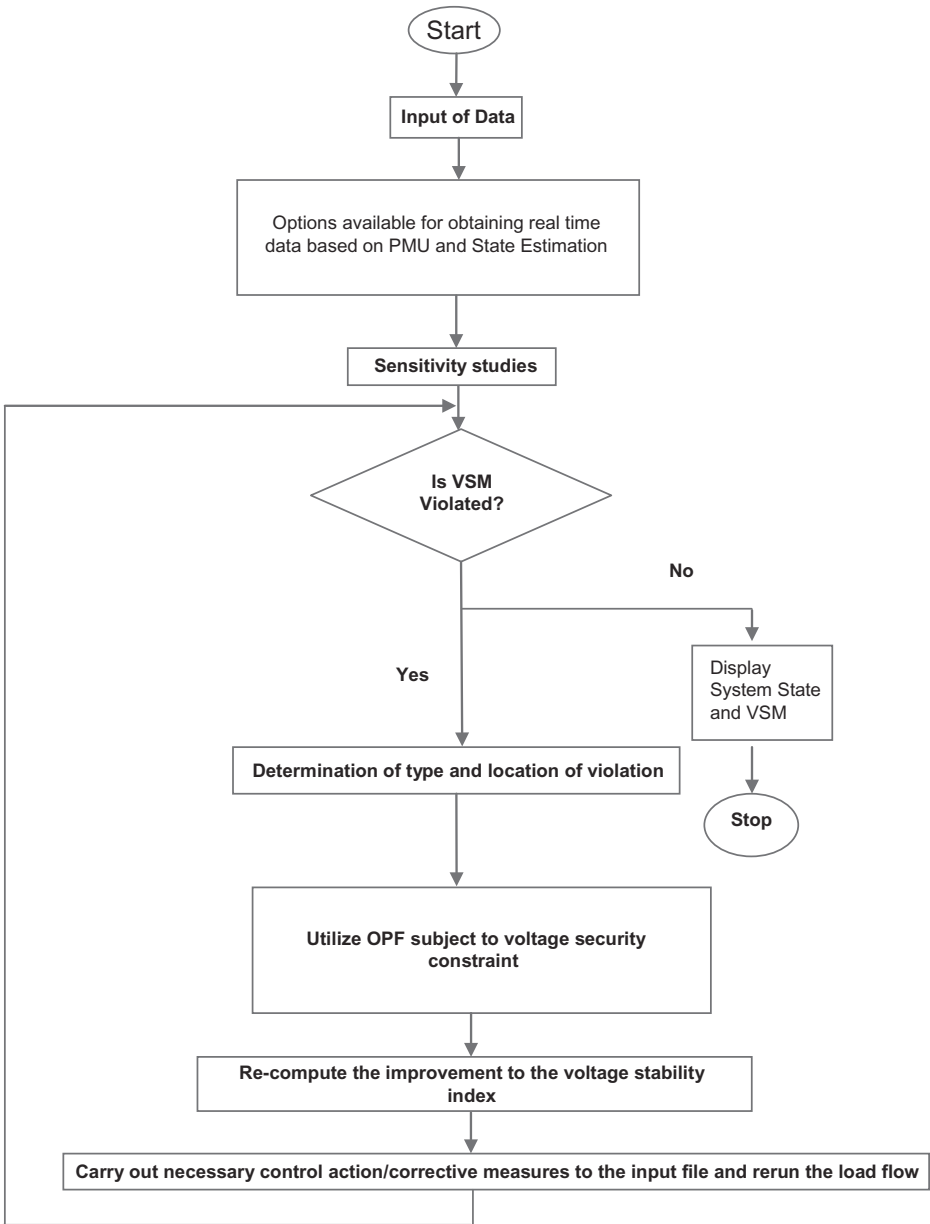 Start
Input of Data
Options available for obtaining real time
data based on PMU and State Estimation
Sensitivity studies
Is VSM
Violated?
No
Yes
Display
System State
and VSM
Determination of type and location of violation
Stop
Utilize OPF subject to voltage security
constraint
Re-compute the improvement to the voltage stability
index
Carry out necessary control action/corrective measures to the input file and rerun the load flow